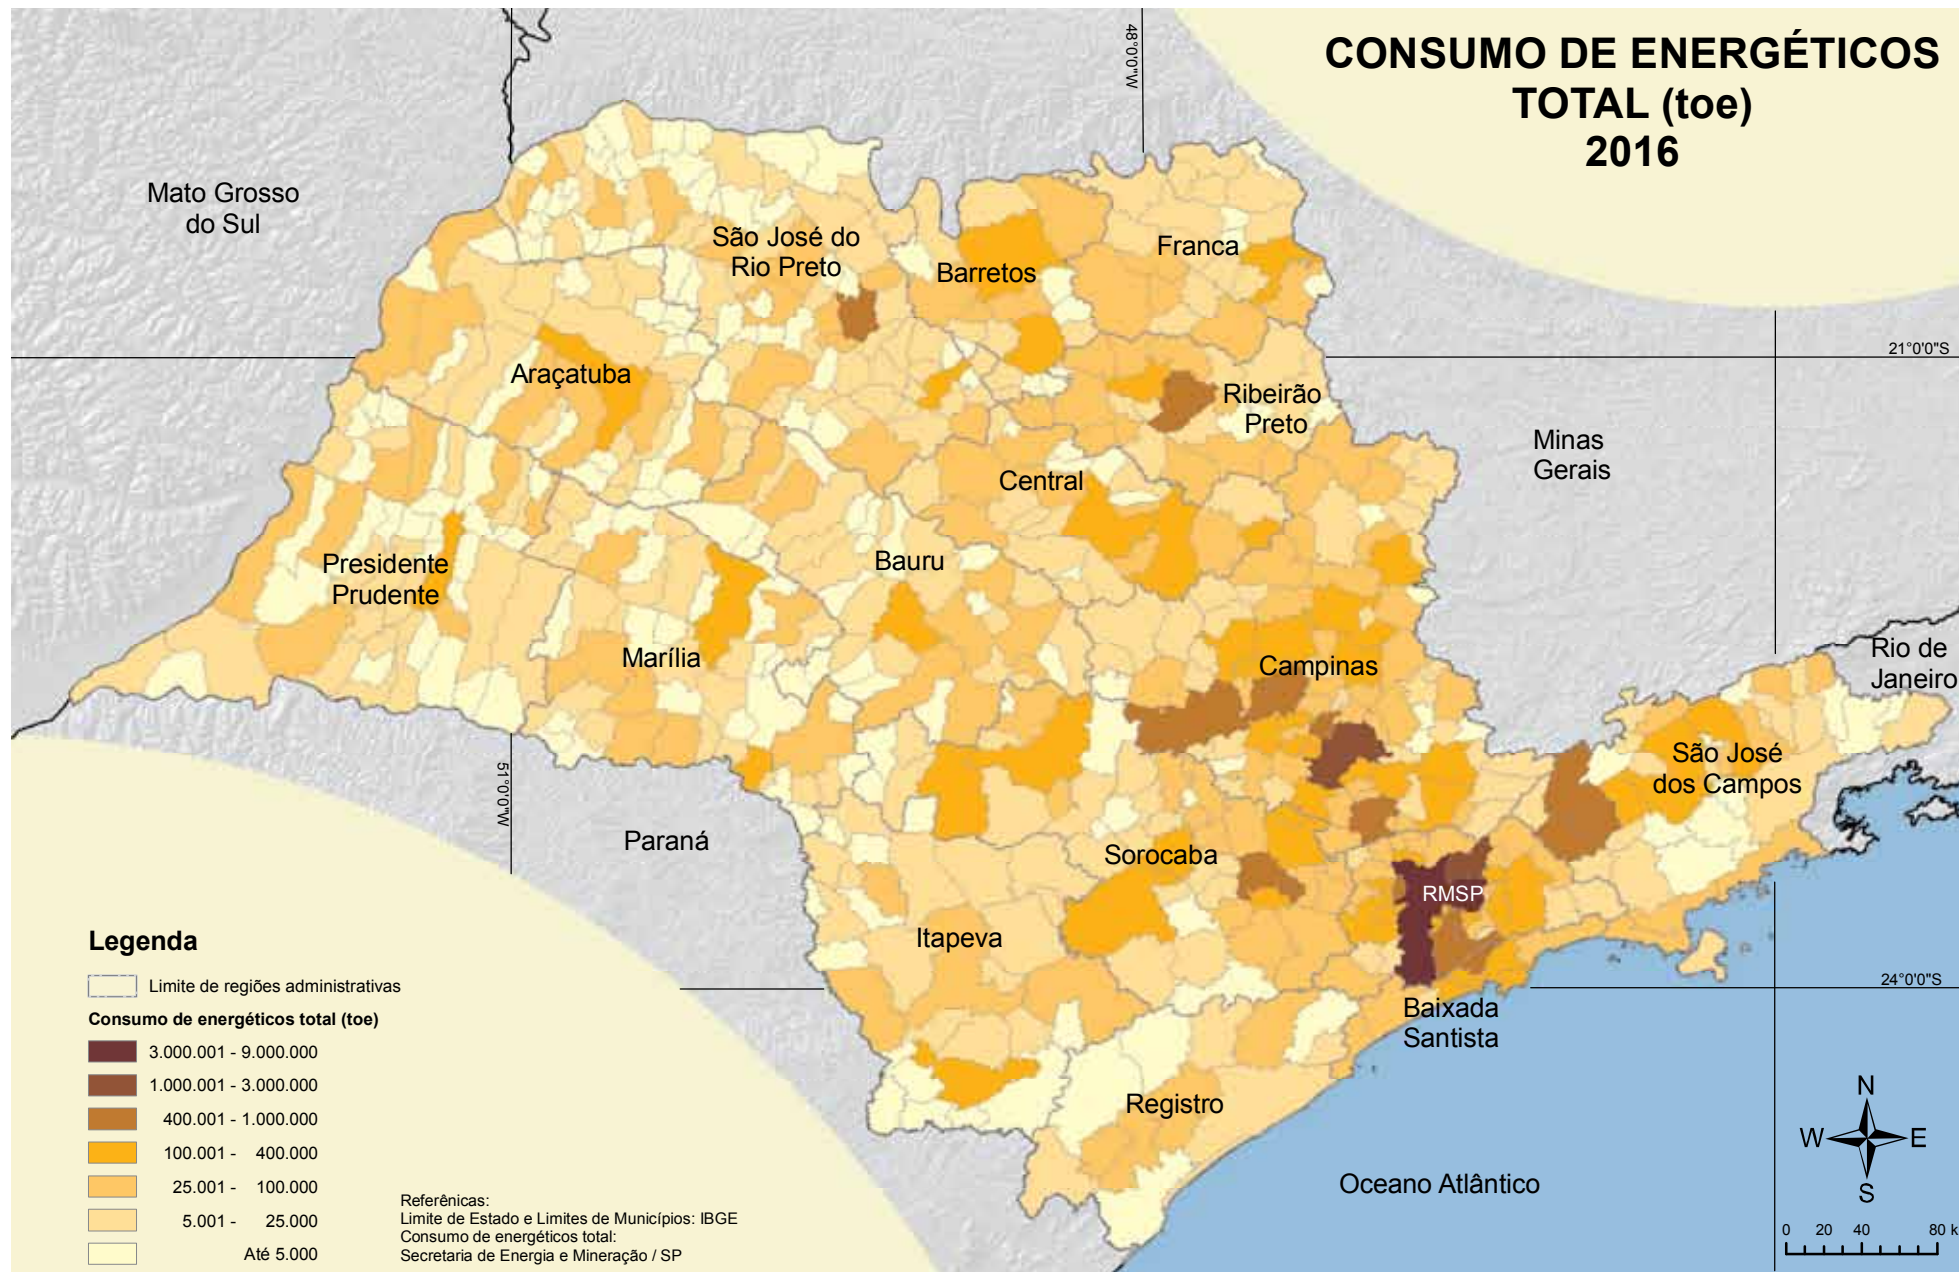 CONSUMO DE ENERGÉTICOS
TOTAL (toe)
2016
48°0'0"W
Mato Grosso
do Sul
São José do
Rio Preto
Barretos
Franca
21°0'0"S
Araçatuba
Ribeirão
Preto
Minas
Gerais
Central
Presidente
Prudente
Bauru
Marília
Campinas
Rio de
Janeiro
São José
dos Campos
51°0'0"W
Paraná
Sorocaba
RMSP
Itapeva
24°0'0"S
Baixada
Santista
Registro
Oceano Atlântico
N
W
E
S
0 20 40 80 k
Legenda
Limite de regiões administrativas
Consumo de energéticos total (toe)
3.000.001 - 9.000.000
1.000.001 - 3.000.000
400.001 - 1.000.000
100.001 - 400.000
25.001 - 100.000
5.001 - 25.000
Até 5.000
Referênicas:
Limite de Estado e Limites de Municípios: IBGE
Consumo de energéticos total:
Secretaria de Energia e Mineração / SP